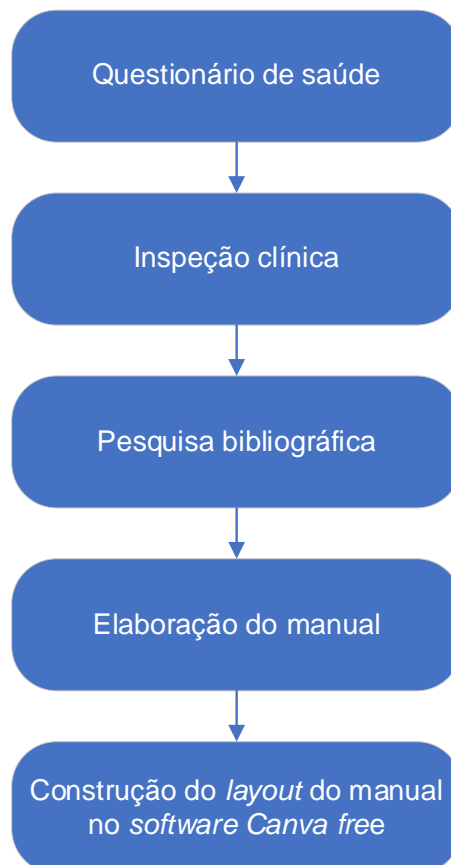 Questionário de saúde
Inspeção clínica
Pesquisa bibliográfica
Elaboração do manual
Construção do layout do manual
no software Canva free